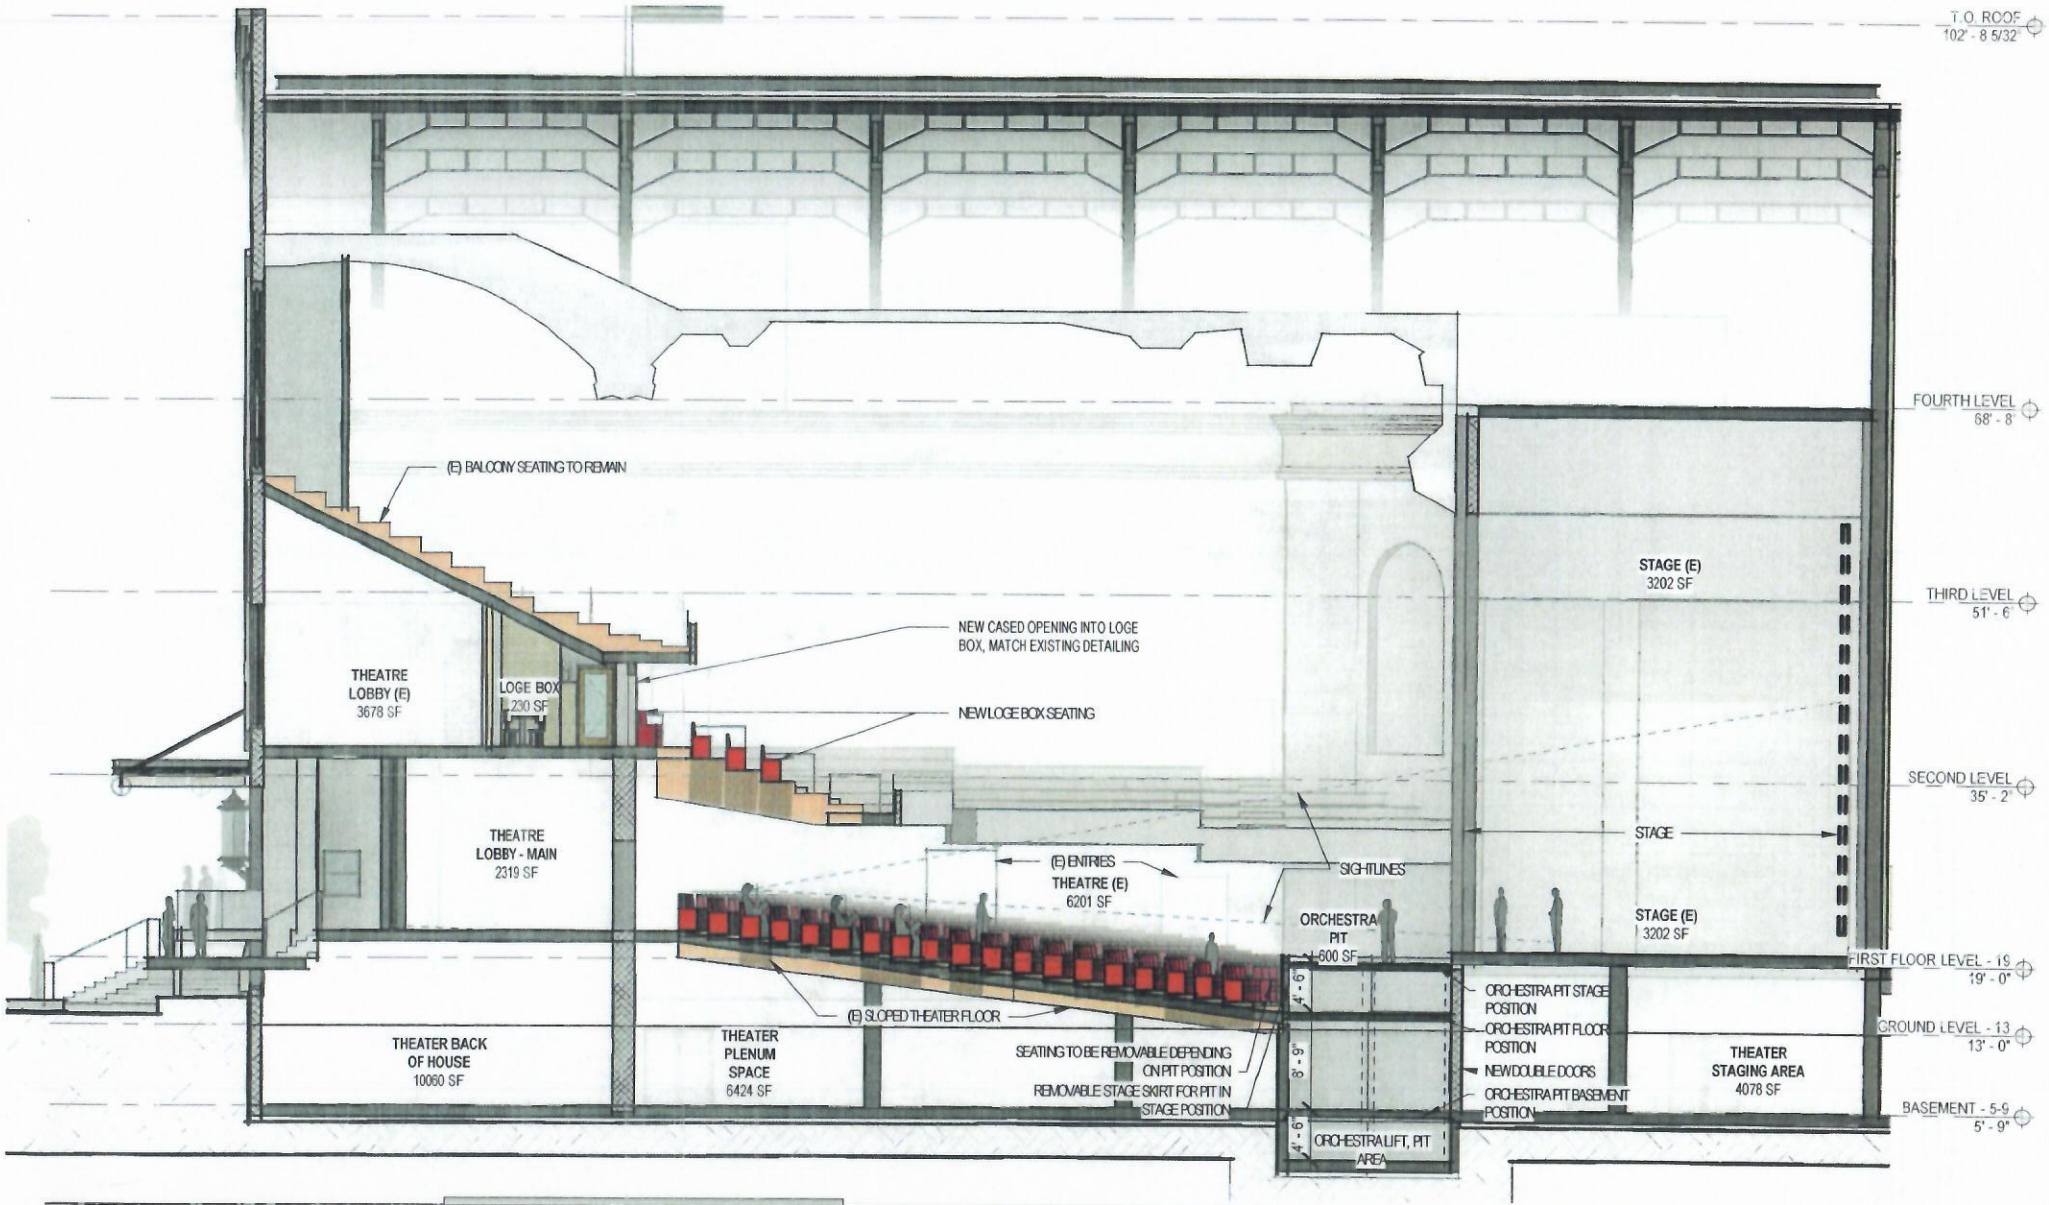 T.O. ROOF
102' - 8 5/32"
FOURTH LEVEL
68' - 8"
(E) BALCONY SEATING TO REMAIN
STAGE (E)
3202 SF
THIRD LEVEL
51' - 6"
NEW CASED OPENING INTO LOGE
BOX, MATCH EXISTING DETAILING
THEATRE
LOBBY (E)
3678 SF
LOGE BOX
230 SF
NEW LOGE BOX SEATING
SECOND LEVEL
35' - 2"
THEATRE
LOBBY - MAIN
2319 SF
STAGE
(E) ENTRIES
THEATRE (E)
6201 SF
SIGHTLINES
ORCHESTRA
PIT
600 SF
STAGE (E)
3202 SF
FIRST FLOOR LEVEL - 19
19' - 0"
4' - 6"
ORCHESTRA PIT STAGE
POSITION
(E) SLOPED THEATER FLOOR
ORCHESTRA PIT FLOOR
POSITION
GROUND LEVEL - 13
13' - 0"
THEATER BACK
OF HOUSE
10060 SF
THEATER
PLENUM
SPACE
6424 SF
SEATING TO BE REMOVABLE DEPENDING
ON PIT POSITION
REMOVABLE STAGE SKIRT FOR PIT IN
STAGE POSITION
8' - 9"
NEW DOUBLE DOORS
ORCHESTRA PIT BASEMENT
POSITION
THEATER
STAGING AREA
4078 SF
BASEMENT - 5-9
5' - 9"
4' - 6"
ORCHESTRA LIFT, PIT
AREA